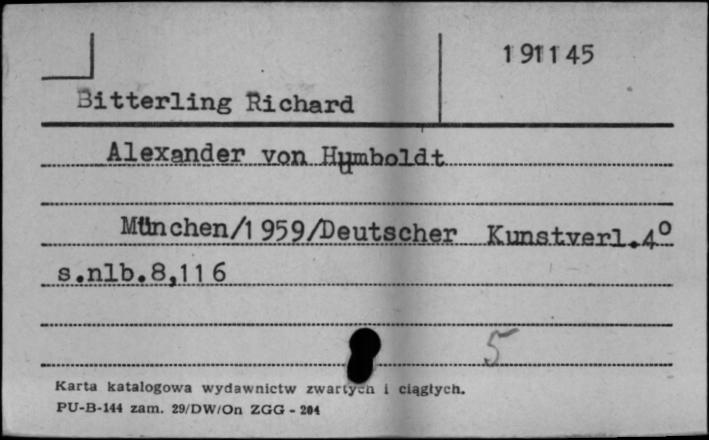 191145
Bitterling Richard
Alexander von Humboldt
München/1959/Deutscher Kunstverl.4°
s.nlb.8,116
5
Karta katalogowa wydawnictw zwartych i ciągłych.
PU-B-144 zam. 29/DW/On ZGG - 204